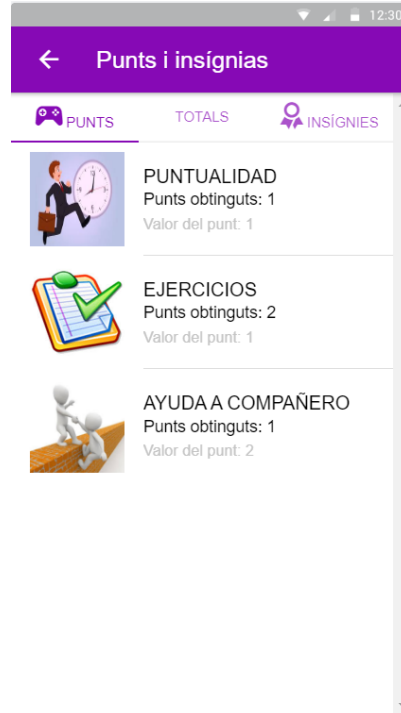 12:30
Punts i insígnias
PUNTS TOTALS INSÍGNIES
PUNTUALIDAD
Punts obtinguts: 1
Valor del punt: 1
EJERCICIOS
Punts obtinguts: 2
Valor del punt: 1
AYUDA A COMPAÑERO
Punts obtinguts: 1
Valor del punt: 2